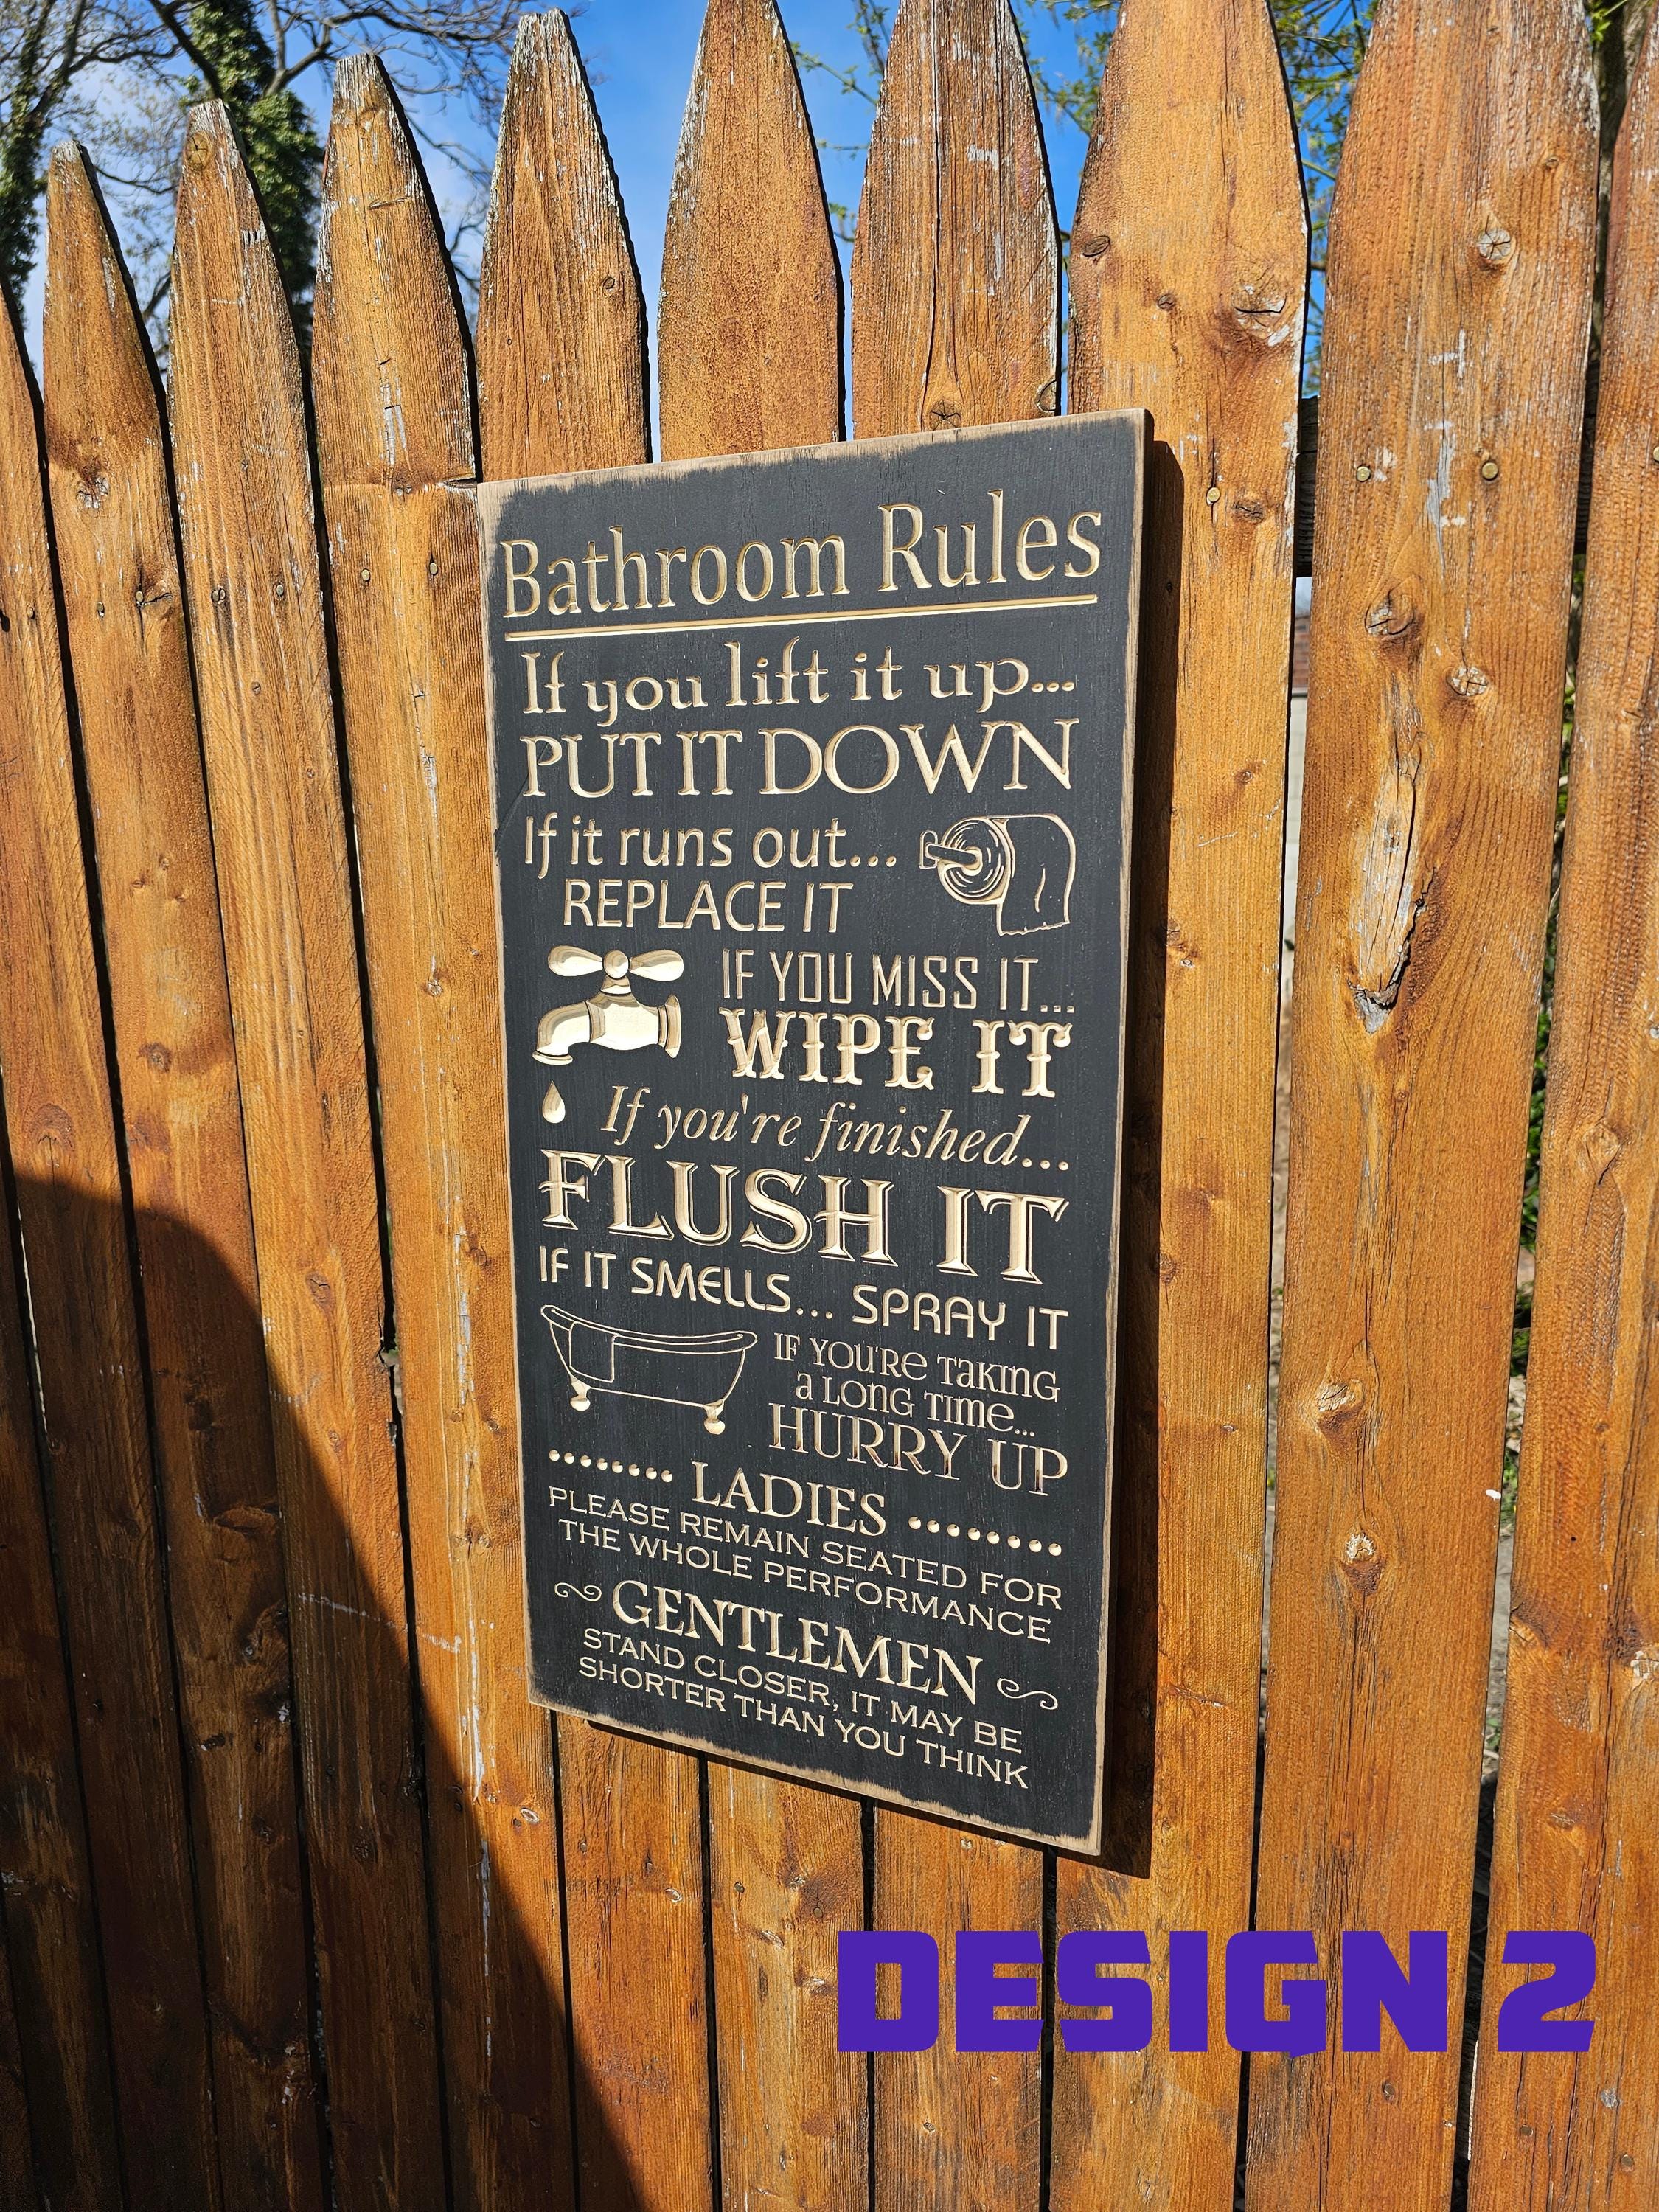 Bathroom Rules
If you lift it up...
PUT IT DOWN
If it runs out...
REPLACE IT
IF YOU MISS IT...
WIPE IT
If you're finished...
FLUSH IT
IF IT SMELLS... SPRAY IT
IF YOU'RE TAKING
a LONG TIME...
HURRY UP
LADIES
PLEASE REMAIN SEATED FOR
THE WHOLE PERFORMANCE
GENTLEMEN
STAND CLOSER, IT MAY BE
SHORTER THAN YOU THINK
DESIGN 2